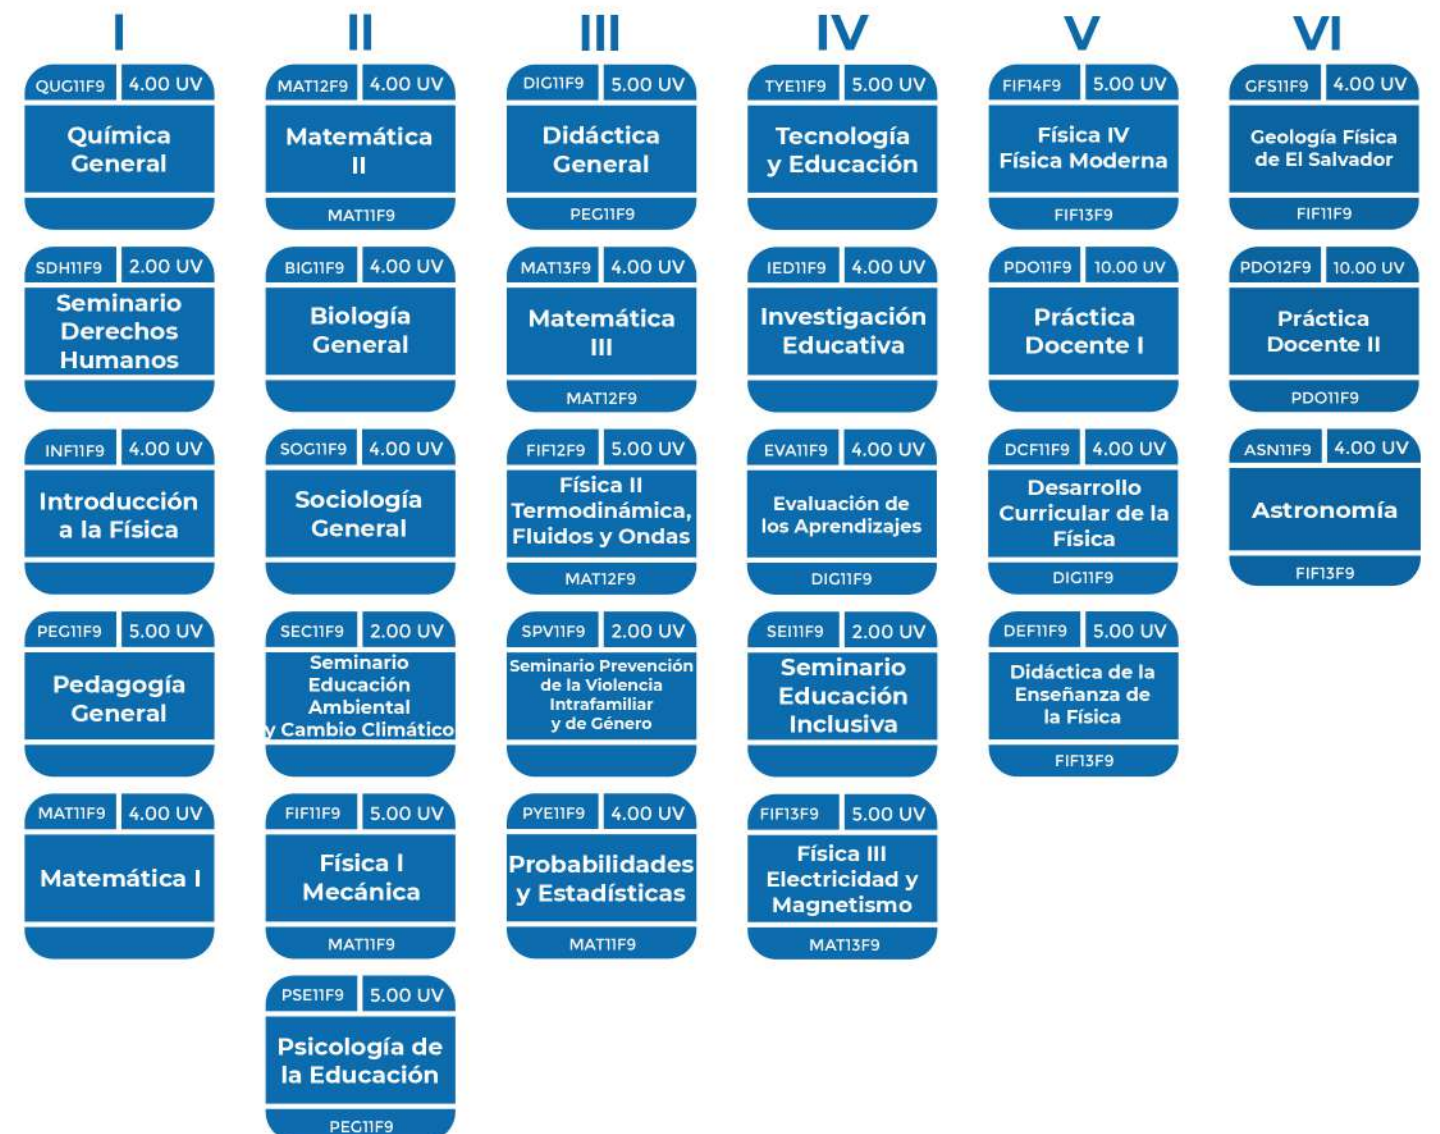 I
QUG11F9 4.00 UV
Química
General
SDH11F9 2.00 UV
Seminario
Derechos
Humanos
INF11F9 4.00 UV
Introducción
a la Física
PEG11F9 5.00 UV
Pedagogía
General
MAT11F9 4.00 UV
Matemática I
II
MAT12F9 4.00 UV
Matemática
II
MAT11F9
BIG11F9 4.00 UV
Biología
General
SOG11F9 4.00 UV
Sociología
General
SEC11F9 2.00 UV
Seminario
Educación
Ambiental
y Cambio Climático
FIF11F9 5.00 UV
Física I
Mecánica
MAT11F9
PSE11F9 5.00 UV
Psicología de
la Educación
PEG11F9
III
DIG11F9 5.00 UV
Didáctica
General
PEG11F9
MAT13F9 4.00 UV
Matemática
III
MAT12F9
FIF12F9 5.00 UV
Física II
Termodinámica,
Fluidos y Ondas
MAT12F9
SPV11F9 2.00 UV
Seminario Prevención
de la Violencia
Intrafamiliar
y de Género
PYE11F9 4.00 UV
Probabilidades
y Estadísticas
MAT11F9
IV
TYE11F9 5.00 UV
Tecnología
y Educación
IED11F9 4.00 UV
Investigación
Educativa
EVA11F9 4.00 UV
Evaluación de
los Aprendizajes
DIG11F9
SEI11F9 2.00 UV
Seminario
Educación
Inclusiva
FIF13F9 5.00 UV
Física III
Electricidad y
Magnetismo
MAT13F9
V
FIF14F9 5.00 UV
Física IV
Física Moderna
FIF13F9
PDO11F9 10.00 UV
Práctica
Docente I
DCF11F9 4.00 UV
Desarrollo
Curricular de la
Física
DIG11F9
DEF11F9 5.00 UV
Didáctica de la
Enseñanza de
la Física
FIF13F9
VI
GFS11F9 4.00 UV
Geología Física
de El Salvador
FIF11F9
PDO12F9 10.00 UV
Práctica
Docente II
PDO11F9
ASN11F9 4.00 UV
Astronomía
FIF13F9